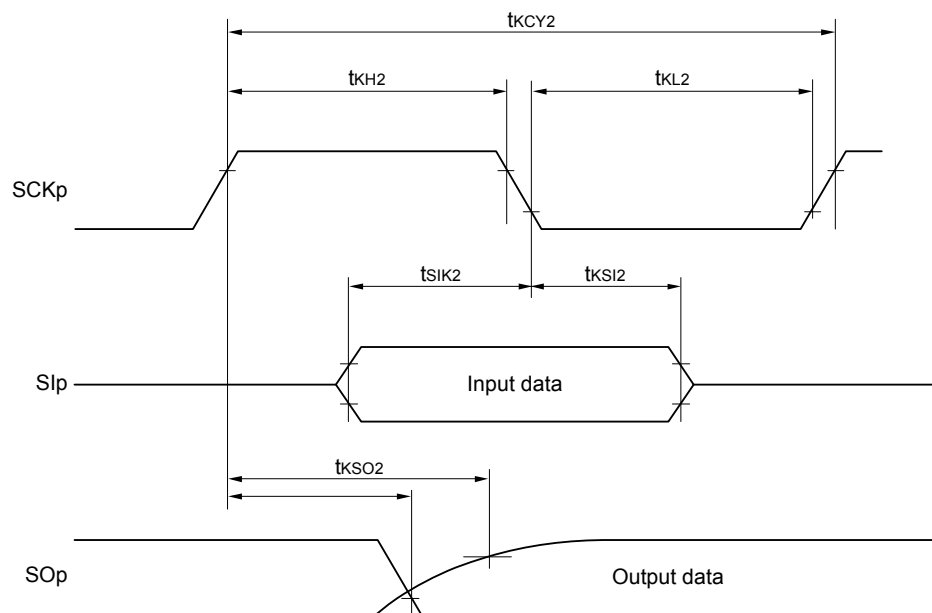 tKCY2
tKH2
tKL2
SCKp
tSIK2
tKSI2
SIp
Input data
tKSO2
SOp
Output data